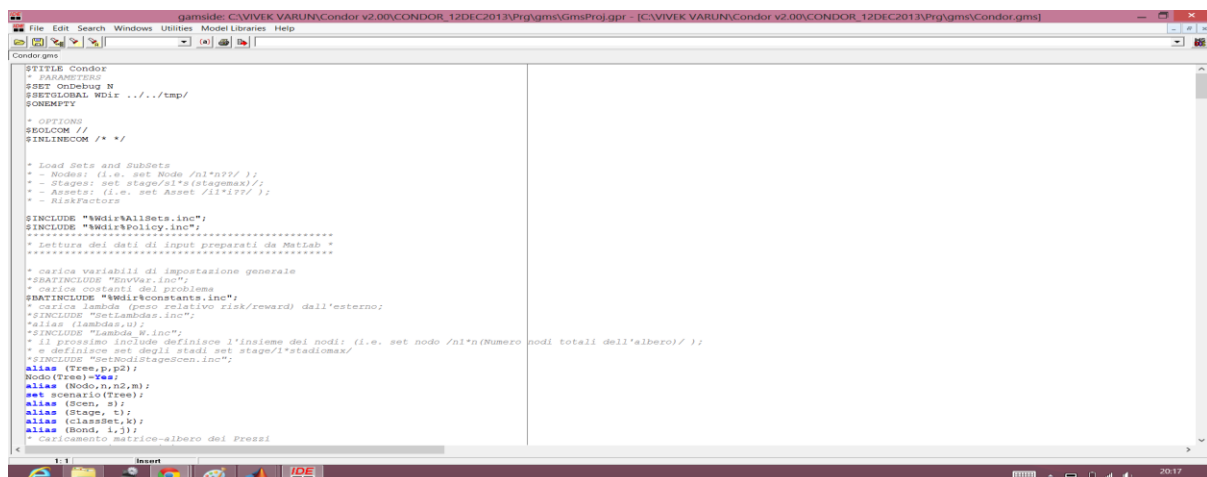 gamside: C:\VIVEK VARUN\Condor v2.00\CONDOR_12DEC2013\Prg\gms\GmsProj.gpr - [C:\VIVEK VARUN\Condor v2.00\CONDOR_12DEC2013\Prg\gms\Condor.gms]
File Edit Search Windows Utilities Model Libraries Help
(a)
Condor.gms
$TITLE Condor
* PARAMETERS
$SET OnDebug N
$SETGLOBAL WDir ../../tmp/
$ONEMPTY
* OPTIONS
$EOLCOM //
$INLINECOM /* */
* Load Sets and SubSets
* - Nodes: (i.e. set Node /n1*n??/ );
* - Stages: set stage/s1*s(stagemax)/;
* - Assets: (i.e. set Asset /i1*i??/ );
* - RiskFactors
$INCLUDE "%Wdir%AllSets.inc";
$INCLUDE "%Wdir%Policy.inc";
************************************************
* Lettura dei dati di input preparati da MatLab *
************************************************
* carica variabili di impostazione generale
*$BATINCLUDE "EnvVar.inc";
* carica costanti del problema
$BATINCLUDE "%Wdir%constants.inc";
* carica lambda (peso relativo risk/reward) dall'esterno;
*$INCLUDE "SetLambdas.inc";
*alias (lambdas,u);
*$INCLUDE "Lambda_W.inc";
* il prossimo include definisce l'insieme dei nodi: (i.e. set nodo /n1*n(Numero nodi totali dell'albero)/ );
* e definisce set degli stadi set stage/1*stadiomax/
*$INCLUDE "SetNodiStageScen.inc";
alias (Tree,p,p2);
Nodo(Tree)=Yes;
alias (Nodo,n,n2,m);
set scenario(Tree);
alias (Scen, s);
alias (Stage, t);
alias (classSet,k);
alias (Bond, i,j);
* Caricamento matrice-albero dei Prezzi
1: 1 Insert
IDE
20:17